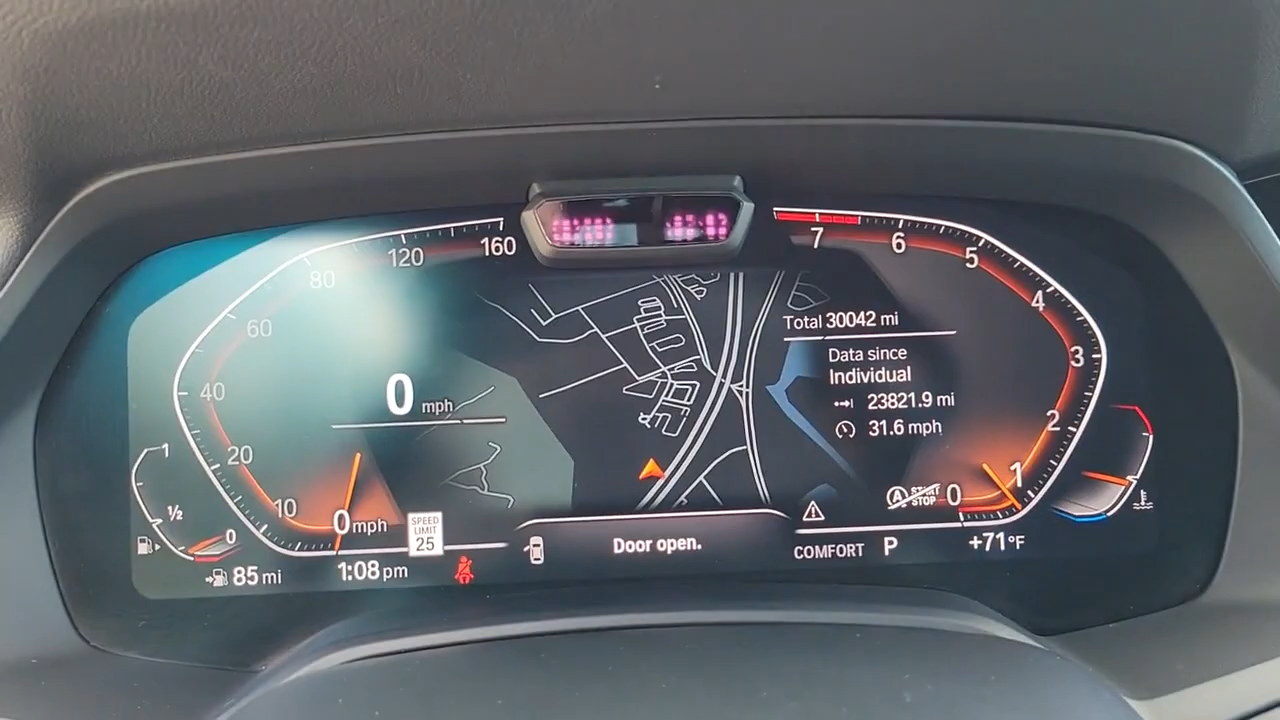 160
120
80
60
40
20
10
0 mph
0 mph
1
½
0
85 mi
1:08 pm
SPEED
LIMIT
25
Door open.
7
6
5
4
3
2
1
0
Total 30042 mi
Data since
Individual
23821.9 mi
31.6 mph
A START
STOP
COMFORT P
+71°F